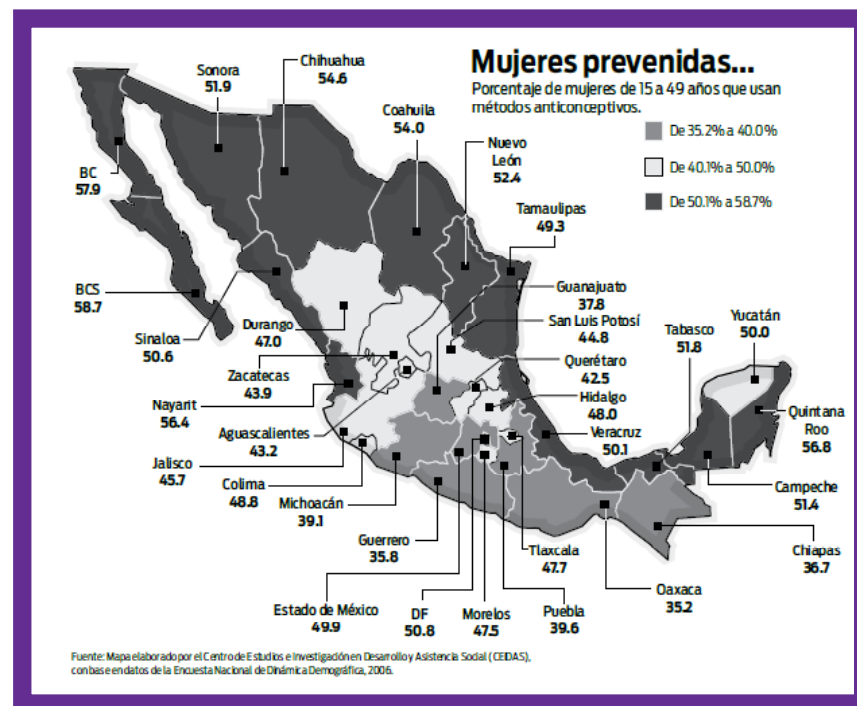 Mujeres prevenidas...
Porcentaje de mujeres de 15 a 49 años que usan
métodos anticonceptivos.
De 35.2% a 40.0%
De 40.1% a 50.0%
De 50.1% a 58.7%
Chihuahua
54.6
Sonora
51.9
Coahuila
54.0
Nuevo
León
52.4
BC
57.9
Tamaulipas
49.3
BCS
58.7
Guanajuato
37.8
San Luis Potosí
44.8
Yucatán
50.0
Tabasco
51.8
Durango
47.0
Sinaloa
50.6
Querétaro
42.5
Zacatecas
43.9
Hidalgo
48.0
Nayarit
56.4
Quintana
Roo
56.8
Aguascalientes
43.2
Veracruz
50.1
Jalisco
45.7
Colima
48.8
Campeche
51.4
Michoacán
39.1
Guerrero
35.8
Tlaxcala
47.7
Chiapas
36.7
Oaxaca
35.2
Estado de México
49.9
DF
50.8
Morelos
47.5
Puebla
39.6
Fuente: Mapa elaborado por el Centro de Estudios e Investigación en Desarrollo y Asistencia Social (CEIDAS),
con base en datos de la Encuesta Nacional de Dinámica Demográfica, 2006.